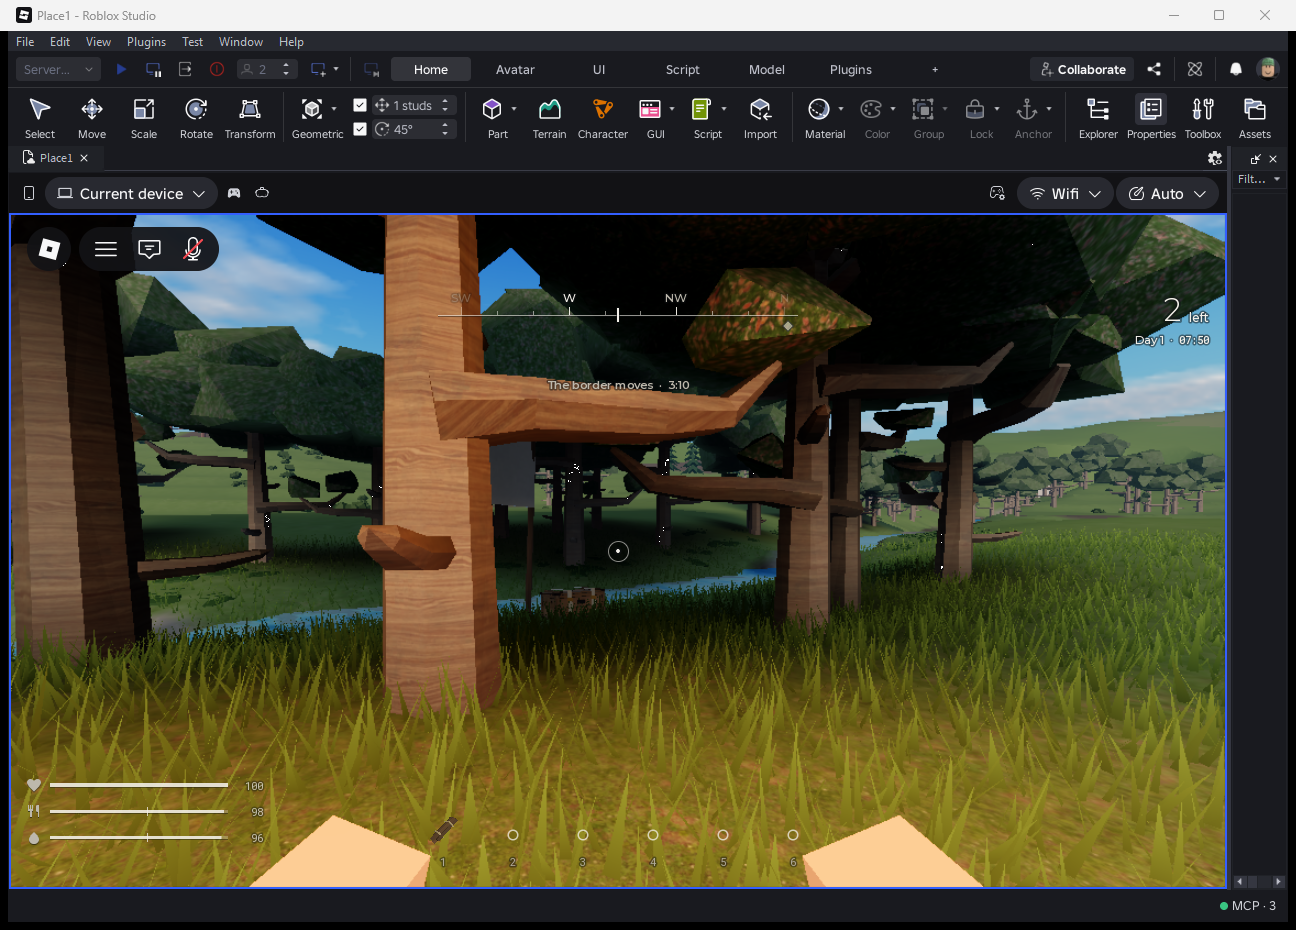 Place1 - Roblox Studio
File Edit View Plugins Test Window Help
Server... 2 Home Avatar UI Script Model Plugins + Collaborate
1 studs
45°
Select Move Scale Rotate Transform Geometric Part Terrain Character GUI Script Import Material Color Group Lock Anchor Explorer Properties Toolbox Assets
Place1
Filt...
Current device Wifi Auto
SW W NW N
2 left
Day 1 · 07:50
The border moves · 3:10
100
98
96
1 2 3 4 5 6
MCP · 3